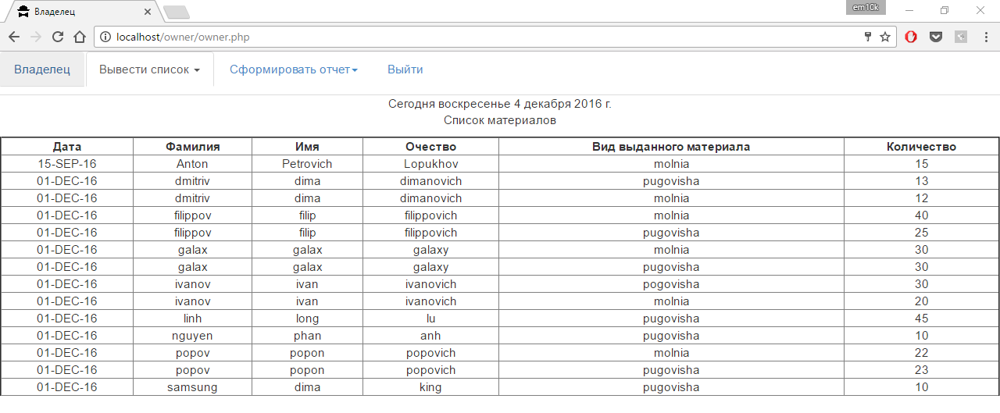 Владелец
em10k
localhost/owner/owner.php
Владелец Вывести список Сформировать отчет Выйти
Сегодня воскресенье 4 декабря 2016 г.
Список материалов
Дата Фамилия Имя Очество Вид выданного материала Количество
15-SEP-16 Anton Petrovich Lopukhov molnia 15
01-DEC-16 dmitriv dima dimanovich pugovisha 13
01-DEC-16 dmitriv dima dimanovich molnia 12
01-DEC-16 filippov filip filippovich molnia 40
01-DEC-16 filippov filip filippovich pugovisha 25
01-DEC-16 galax galax galaxy molnia 30
01-DEC-16 galax galax galaxy pugovisha 30
01-DEC-16 ivanov ivan ivanovich pogovisha 30
01-DEC-16 ivanov ivan ivanovich molnia 20
01-DEC-16 linh long lu pugovisha 45
01-DEC-16 nguyen phan anh pugovisha 10
01-DEC-16 popov popon popovich molnia 22
01-DEC-16 popov popon popovich pugovisha 23
01-DEC-16 samsung dima king pugovisha 10